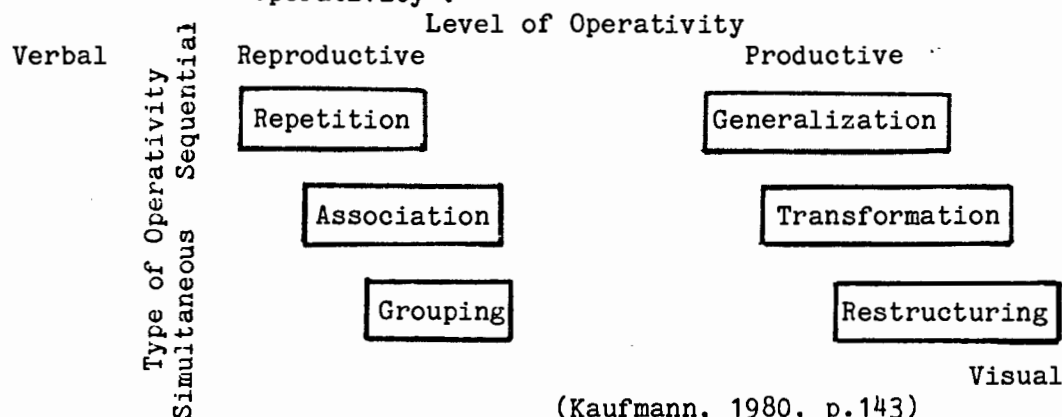 Level of Operativity
Verbal Reproductive Productive
Type of Operativity
Simultaneous Sequential
Repetition Generalization
Association Transformation
Grouping Restructuring
Visual
(Kaufmann, 1980, p.143)